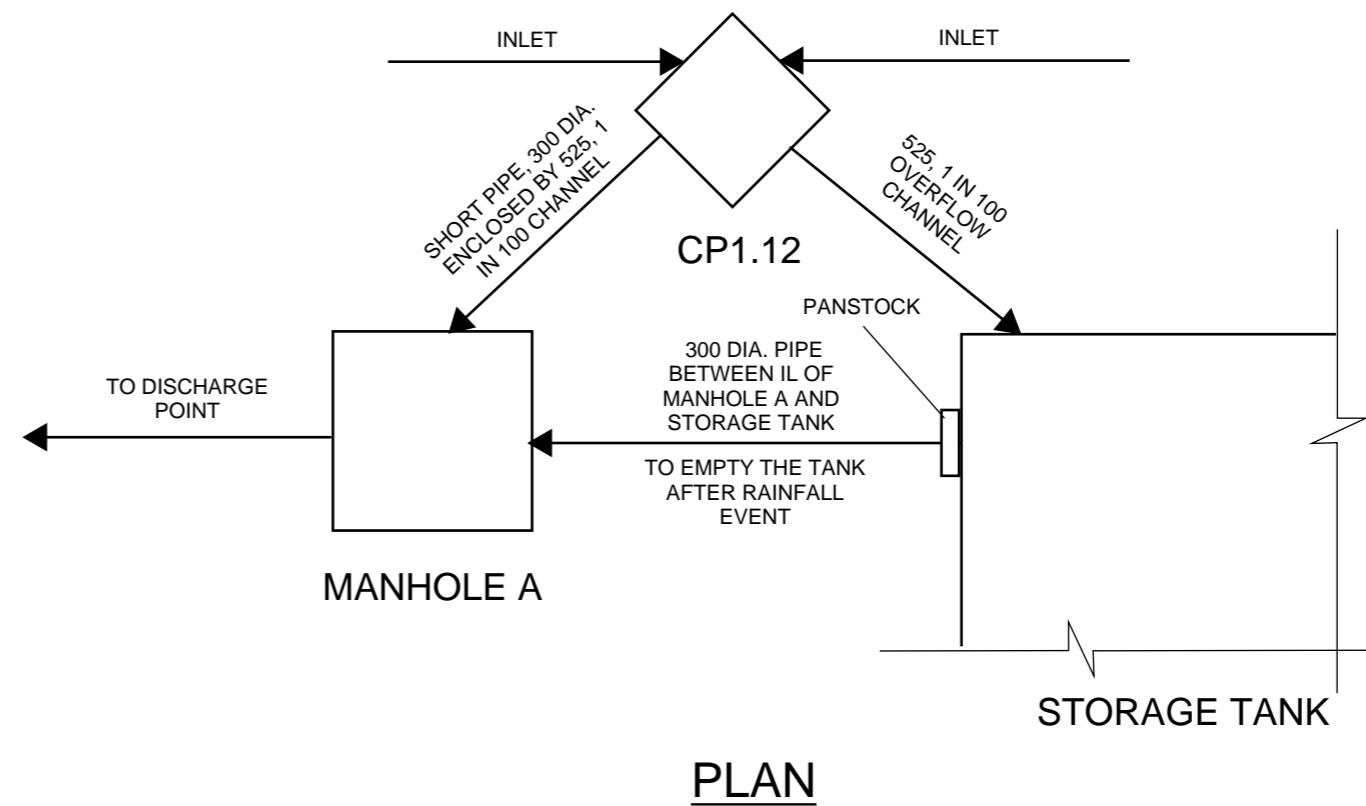 INLET
INLET
SHORT PIPE, 300 DIA.
ENCLOSED BY 525, 1
IN 100 CHANNEL
525, 1 IN 100
OVERFLOW
CHANNEL
CP1.12
PANSTOCK
300 DIA. PIPE
BETWEEN IL OF
MANHOLE A AND
STORAGE TANK
TO DISCHARGE
POINT
TO EMPTY THE TANK
AFTER RAINFALL
EVENT
MANHOLE A
STORAGE TANK
PLAN